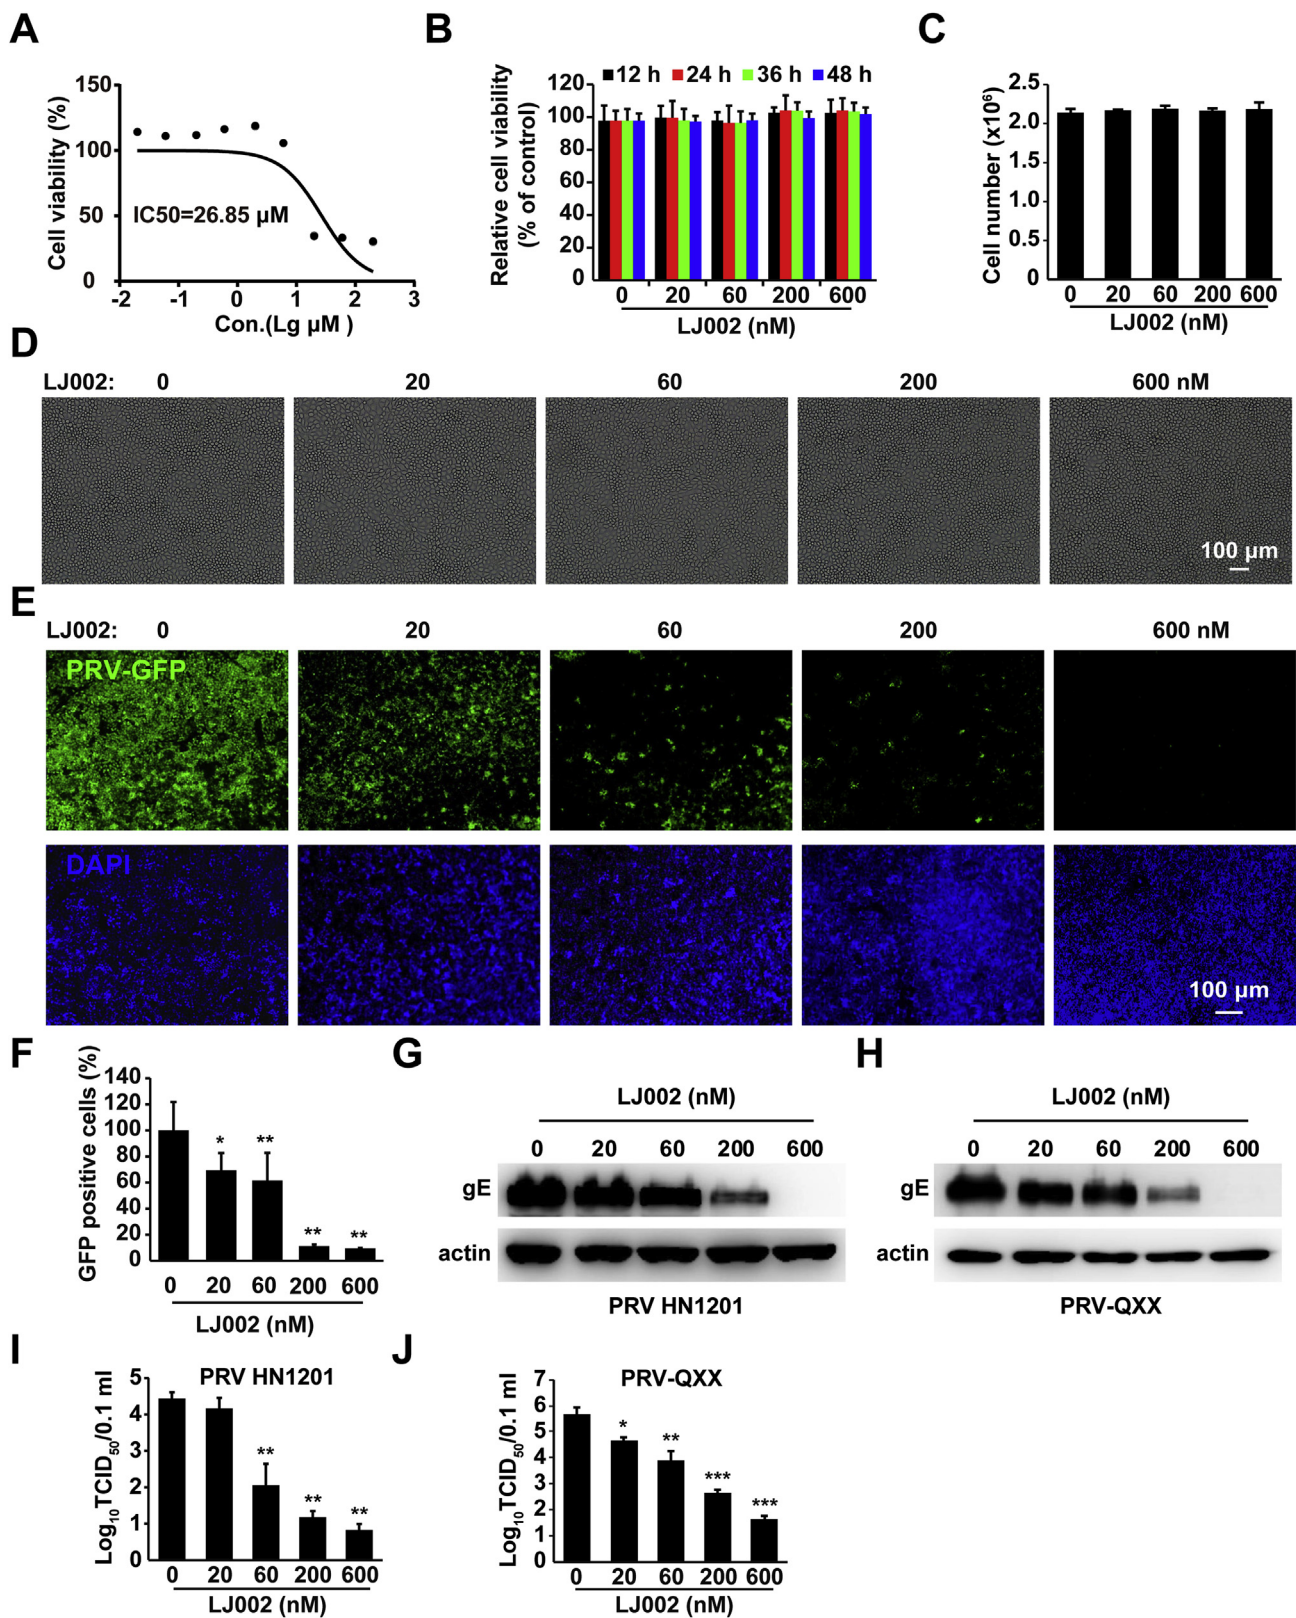 A
Cell viability (%)
150
100
50
0
IC50=26.85 µM
-2 -1 0 1 2 3
Con.(Lg µM )
B
12 h 24 h 36 h 48 h
Relative cell viability
(% of control)
120
100
80
60
40
20
0
0 20 60 200 600
LJ002 (nM)
C
Cell number (x10⁶)
2.5
2.0
1.5
1.0
0.5
0
0 20 60 200 600
LJ002 (nM)
D
LJ002: 0 20 60 200 600 nM
100 µm
E
LJ002: 0 20 60 200 600 nM
PRV-GFP
DAPI
100 µm
F
GFP positive cells (%)
140
120
100
80
60
40
20
0
* ** ** **
0 20 60 200 600
LJ002 (nM)
G
LJ002 (nM)
0 20 60 200 600
gE
actin
PRV HN1201
H
LJ002 (nM)
0 20 60 200 600
gE
actin
PRV-QXX
I
PRV HN1201
Log₁₀TCID₅₀/0.1 ml
5
4
3
2
1
0
** ** **
0 20 60 200 600
LJ002 (nM)
J
PRV-QXX
Log₁₀TCID₅₀/0.1 ml
7
6
5
4
3
2
1
0
* ** *** ***
0 20 60 200 600
LJ002 (nM)